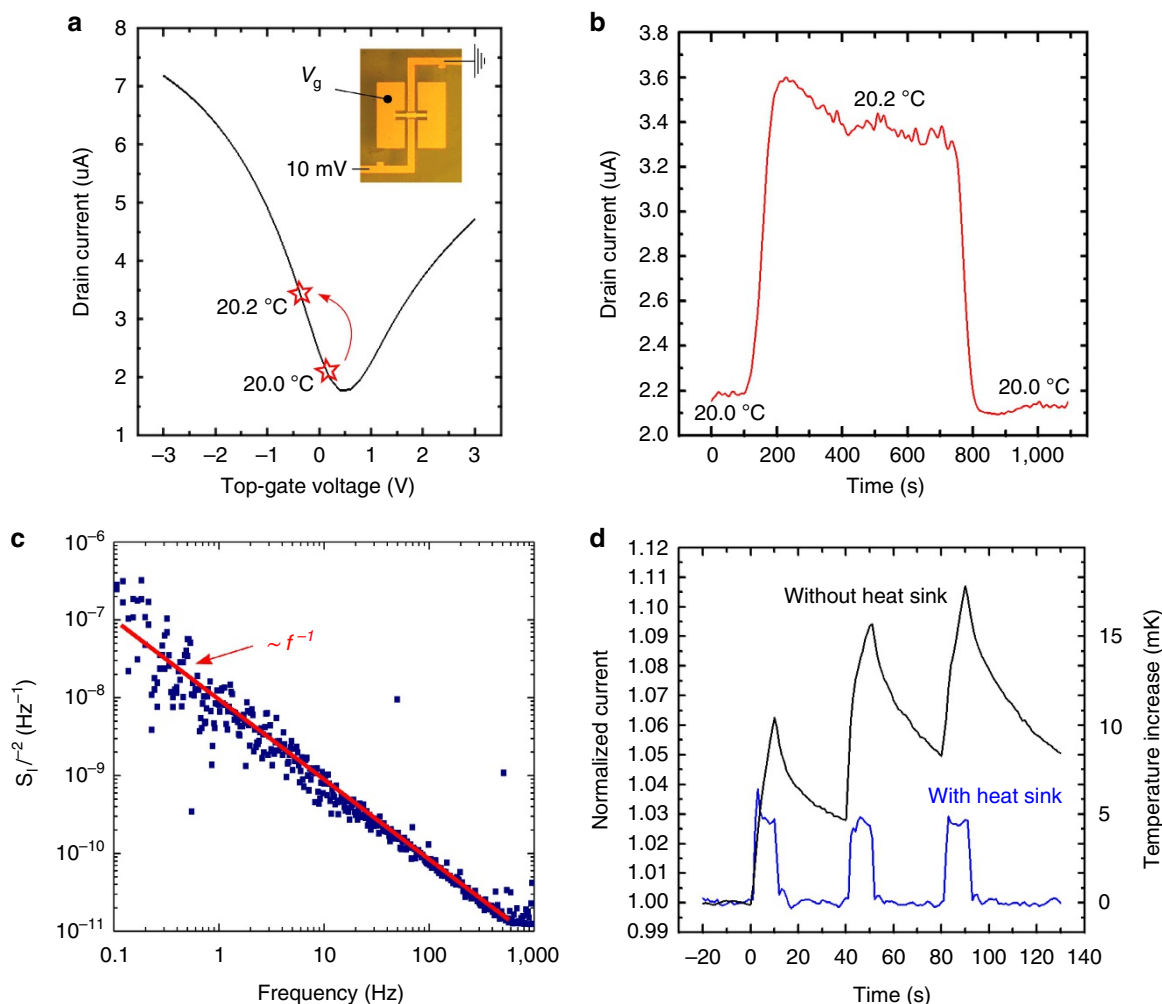 a
8
7
6
5
4
3
2
1
Drain current (uA)
Vg
10 mV
20.2 °C
20.0 °C
−3 −2 −1 0 1 2 3
Top-gate voltage (V)
b
3.8
3.6
3.4
3.2
3.0
2.8
2.6
2.4
2.2
2.0
Drain current (uA)
20.2 °C
20.0 °C
20.0 °C
0 200 400 600 800 1,000
Time (s)
c
10−6
10−7
10−8
10−9
10−10
10−11
SI/−2 (Hz−1)
~ f −1
0.1 1 10 100 1,000
Frequency (Hz)
d
1.12
1.11
1.10
1.09
1.08
1.07
1.06
1.05
1.04
1.03
1.02
1.01
1.00
0.99
Normalized current
Without heat sink
With heat sink
15
10
5
0
Temperature increase (mK)
−20 0 20 40 60 80 100 120 140
Time (s)